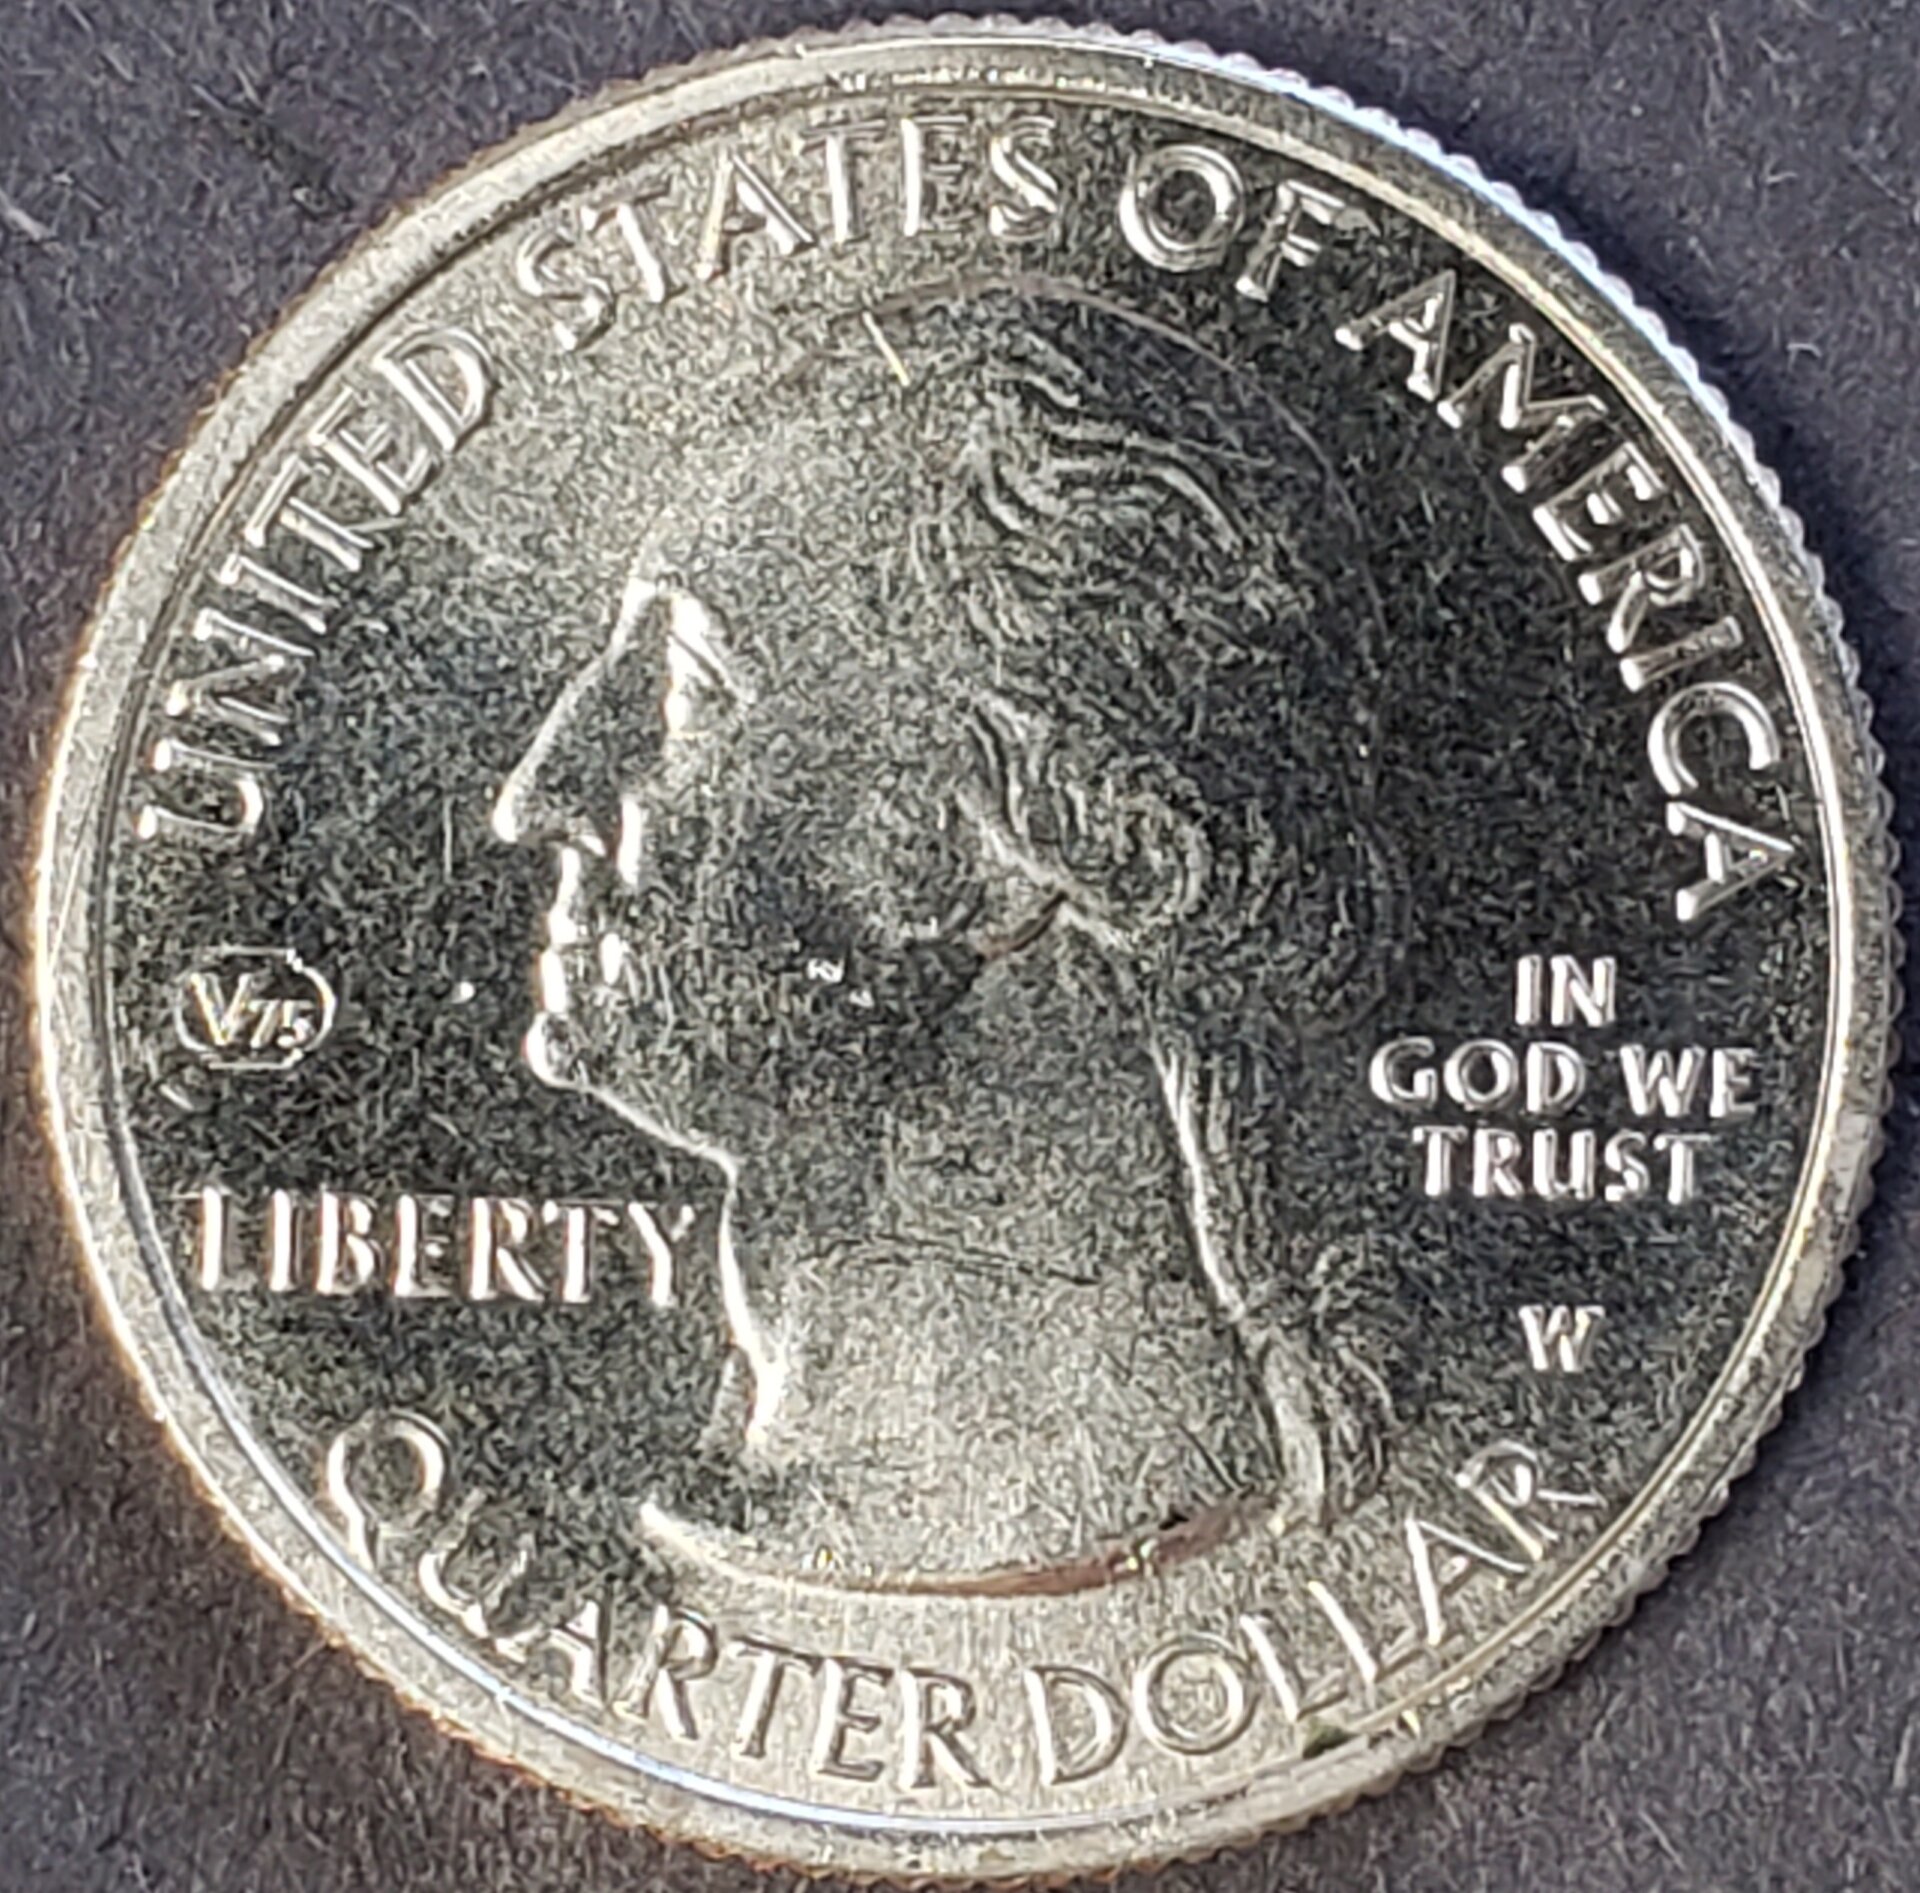 UNITED STATES OF AMERICA
V75
LIBERTY
IN
GOD WE
TRUST
W
QUARTER DOLLAR